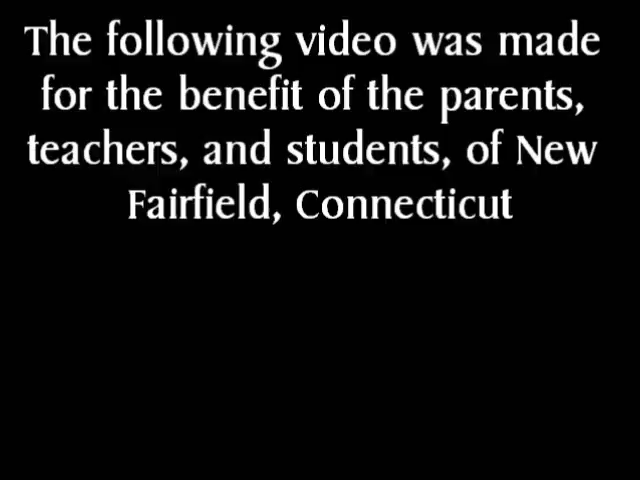 The following video was made
for the benefit of the parents,
teachers, and students, of New
Fairfield, Connecticut